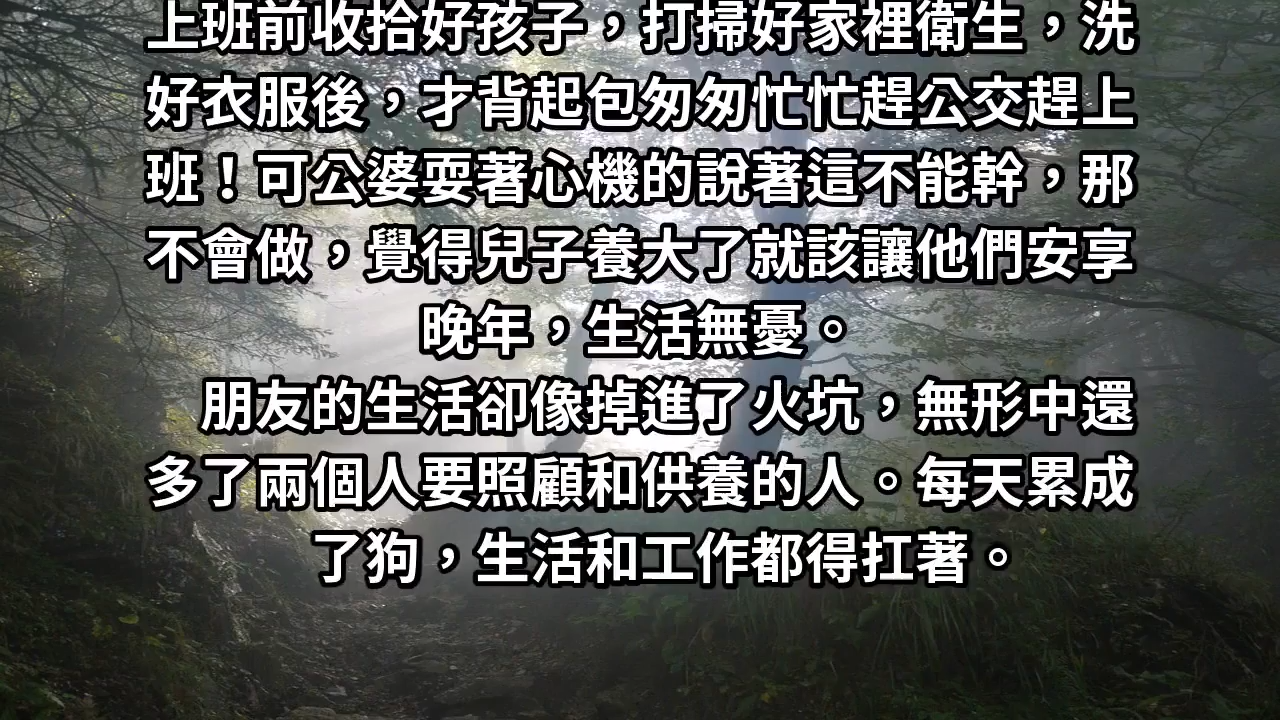 上班前收拾好孩子，打掃好家裡衛生，洗
好衣服後，才背起包匆匆忙忙趕公交趕上
班！可公婆耍著心機的說著這不能幹，那
不會做，覺得兒子養大了就該讓他們安享
晚年，生活無憂。
朋友的生活卻像掉進了火坑，無形中還
多了兩個人要照顧和供養的人。每天累成
了狗，生活和工作都得扛著。